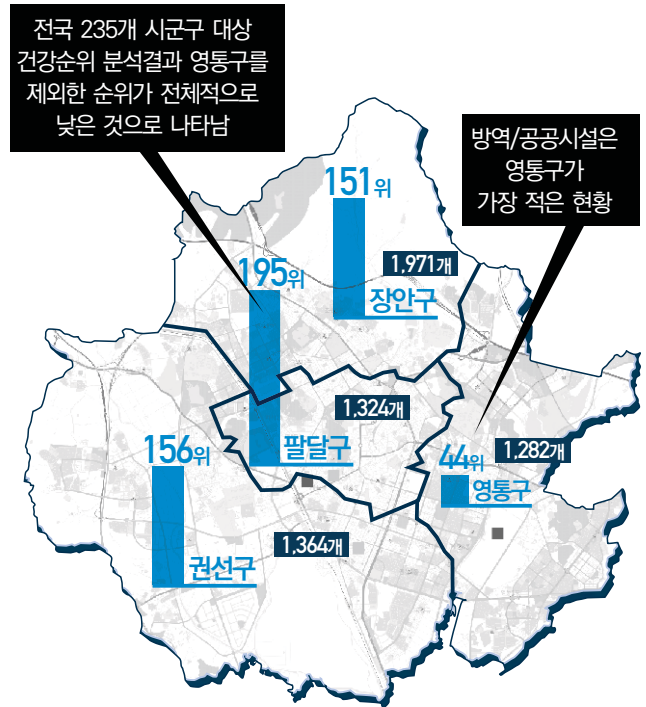 전국 235개 시군구 대상
건강순위 분석결과 영통구를
제외한 순위가 전체적으로
낮은 것으로 나타남
방역/공공시설은
영통구가
가장 적은 현황
151위
1,971개
장안구
195위
1,324개
팔달구
156위
1,364개
권선구
44위
1,282개
영통구